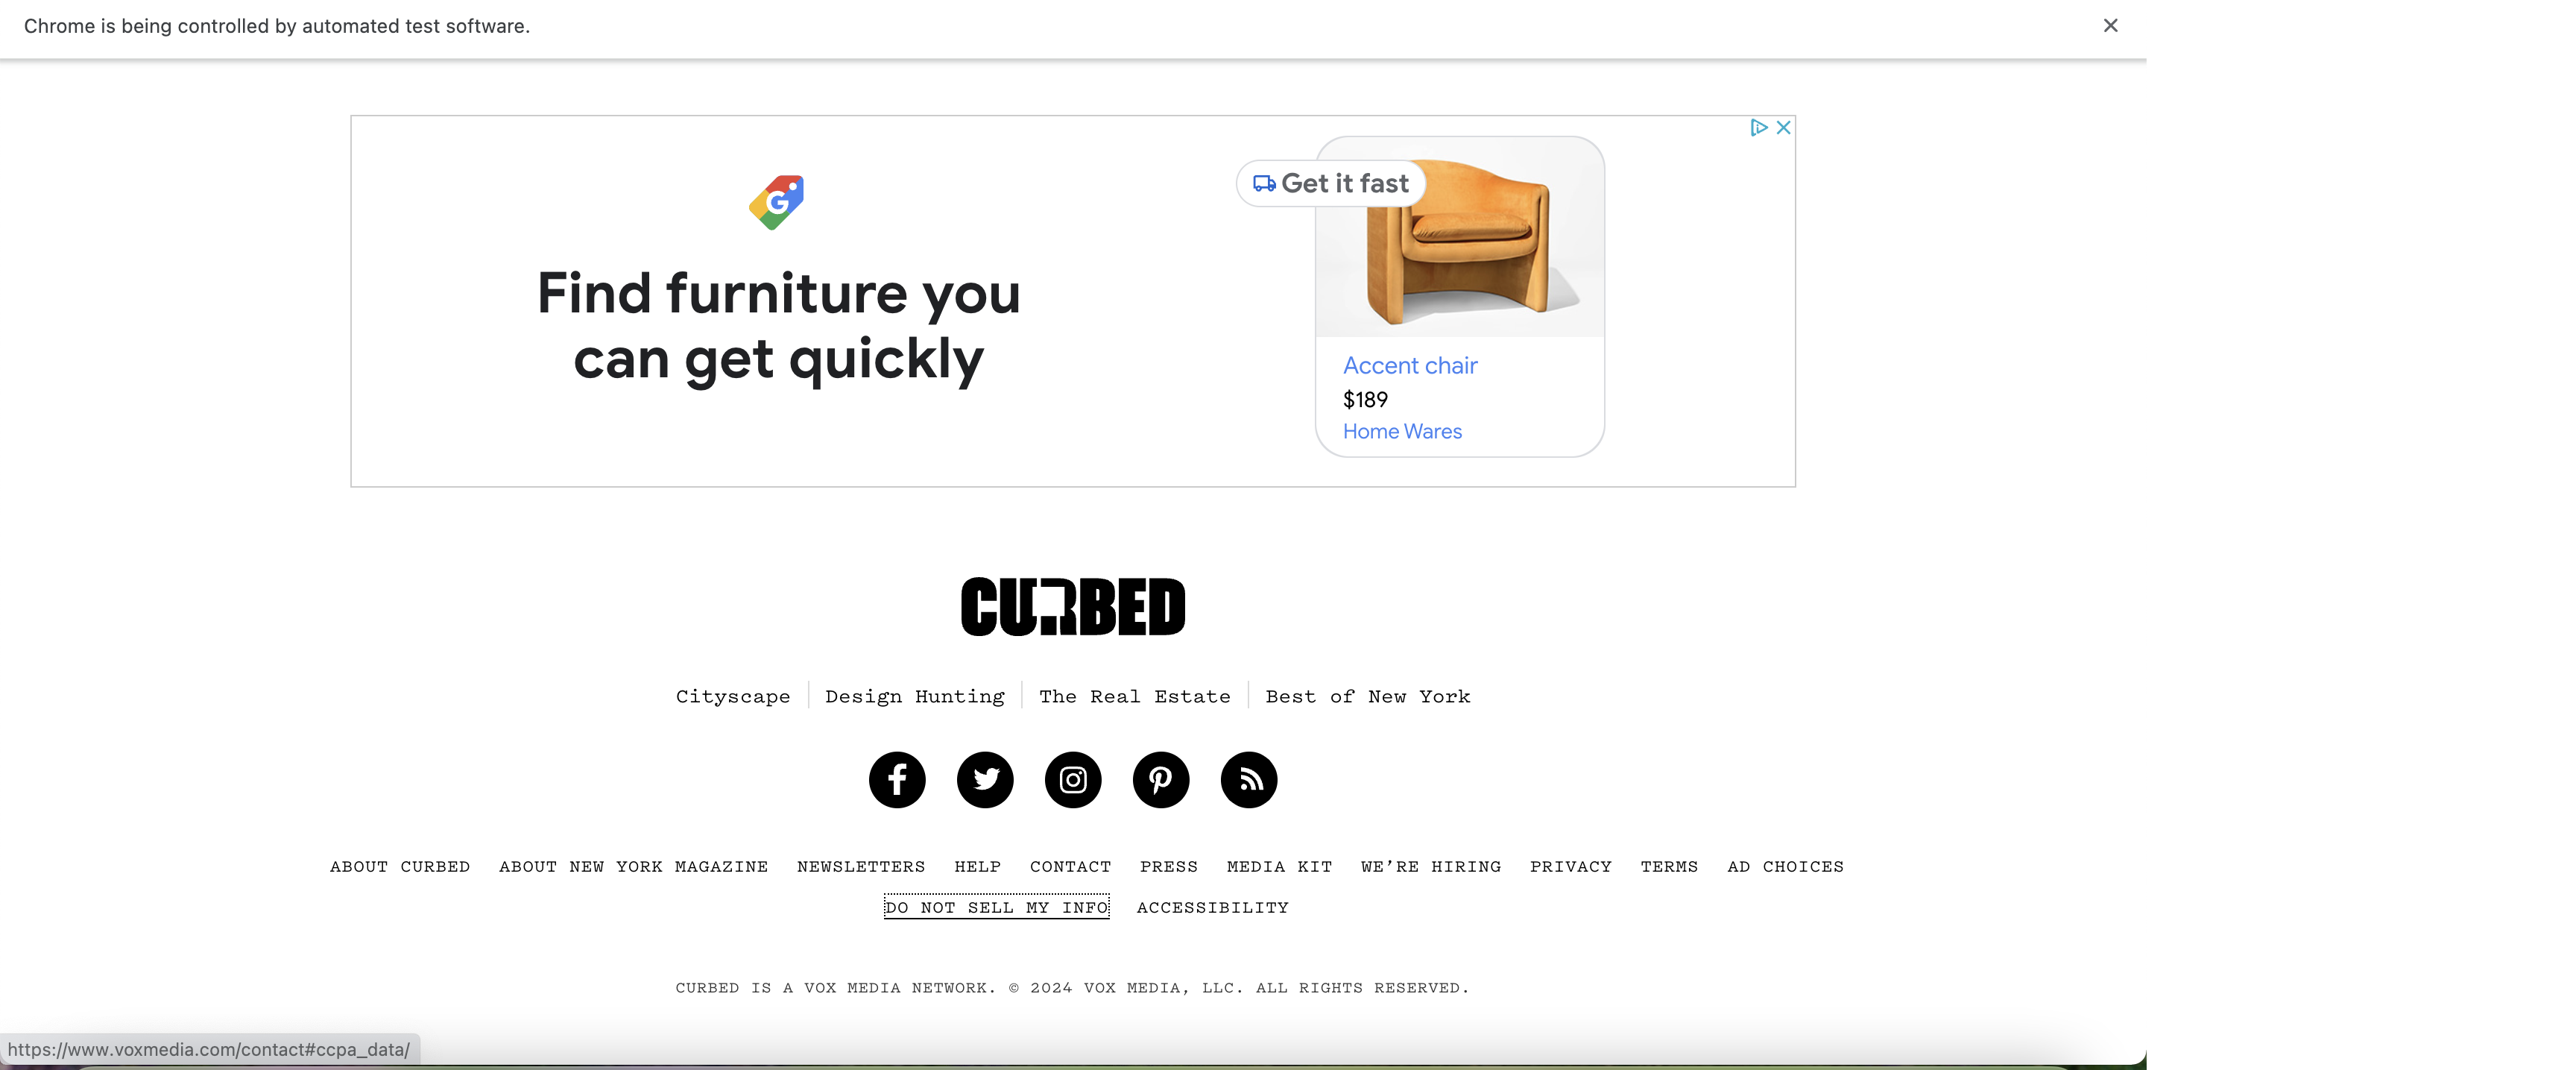 Chrome is being controlled by automated test software.
Get it fast
Find furniture you
can get quickly
Accent chair
$189
Home Wares
CURBED
Cityscape Design Hunting The Real Estate Best of New York
ABOUT CURBED ABOUT NEW YORK MAGAZINE NEWSLETTERS HELP CONTACT PRESS MEDIA KIT WE’RE HIRING PRIVACY TERMS AD CHOICES
DO NOT SELL MY INFO ACCESSIBILITY
CURBED IS A VOX MEDIA NETWORK. © 2024 VOX MEDIA, LLC. ALL RIGHTS RESERVED.
https://www.voxmedia.com/contact#ccpa_data/